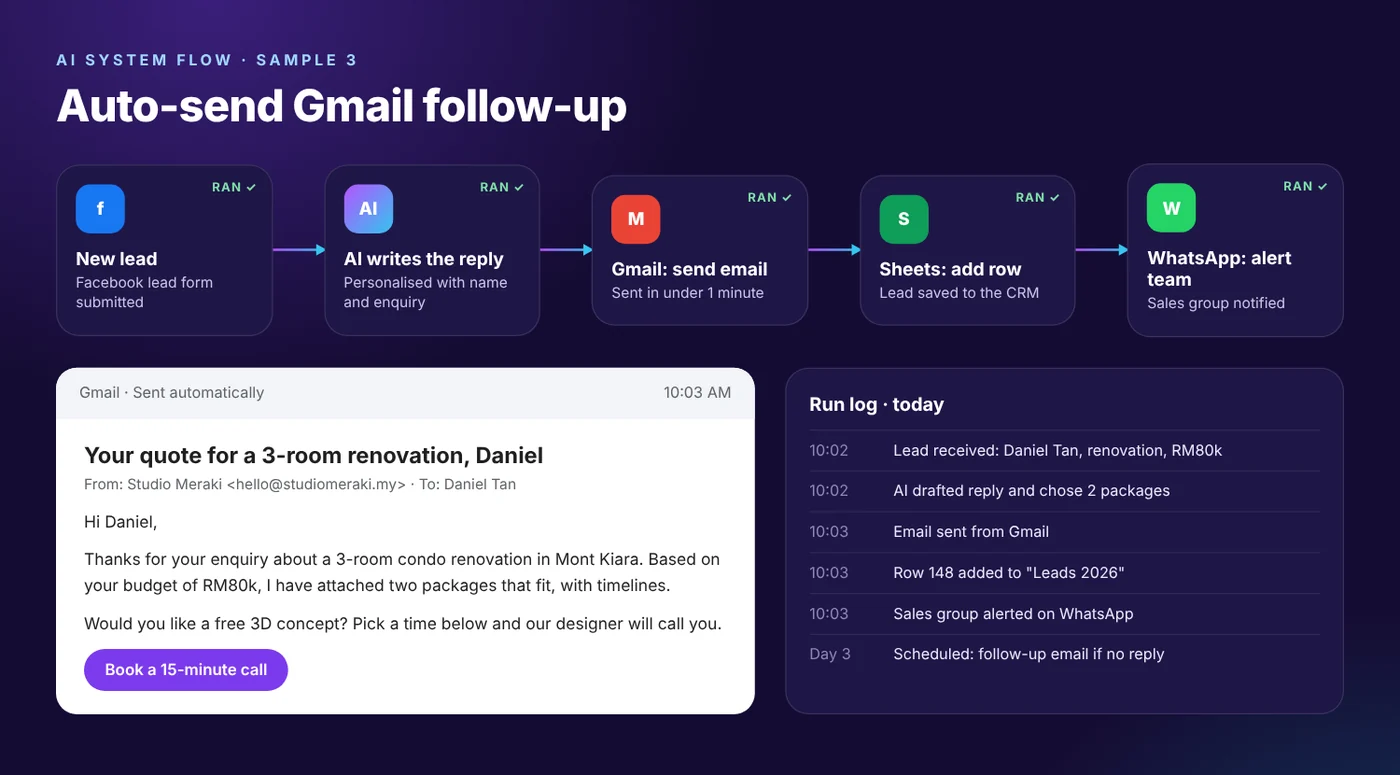 AI SYSTEM FLOW · SAMPLE 3
Auto-send Gmail follow-up
f
RAN ✓
New lead
Facebook lead form
submitted
AI
RAN ✓
AI writes the reply
Personalised with name
and enquiry
M
RAN ✓
Gmail: send email
Sent in under 1 minute
S
RAN ✓
Sheets: add row
Lead saved to the CRM
W
RAN ✓
WhatsApp: alert
team
Sales group notified
Gmail · Sent automatically 10:03 AM
Your quote for a 3-room renovation, Daniel
From: Studio Meraki <hello@studiomeraki.my> · To: Daniel Tan
Hi Daniel,
Thanks for your enquiry about a 3-room condo renovation in Mont Kiara. Based on
your budget of RM80k, I have attached two packages that fit, with timelines.
Would you like a free 3D concept? Pick a time below and our designer will call you.
Book a 15-minute call
Run log · today
10:02 Lead received: Daniel Tan, renovation, RM80k
10:02 AI drafted reply and chose 2 packages
10:03 Email sent from Gmail
10:03 Row 148 added to "Leads 2026"
10:03 Sales group alerted on WhatsApp
Day 3 Scheduled: follow-up email if no reply